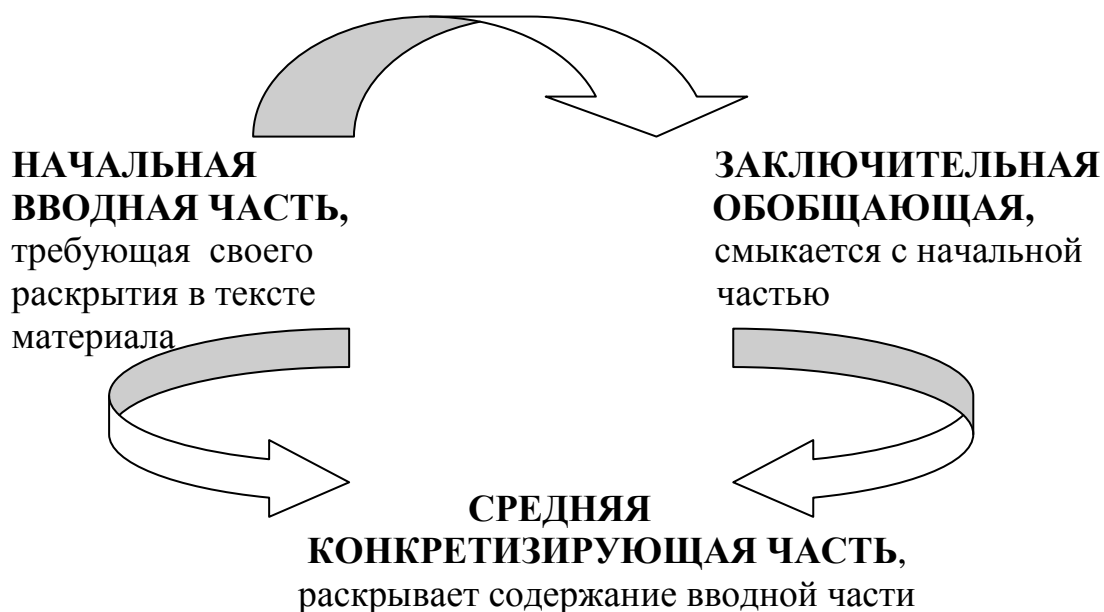 НАЧАЛЬНАЯ
ВВОДНАЯ ЧАСТЬ,
требующая своего
раскрытия в тексте
материала
ЗАКЛЮЧИТЕЛЬНАЯ
ОБОБЩАЮЩАЯ,
смыкается с начальной
частью
СРЕДНЯЯ
КОНКРЕТИЗИРУЮЩАЯ ЧАСТЬ,
раскрывает содержание вводной части